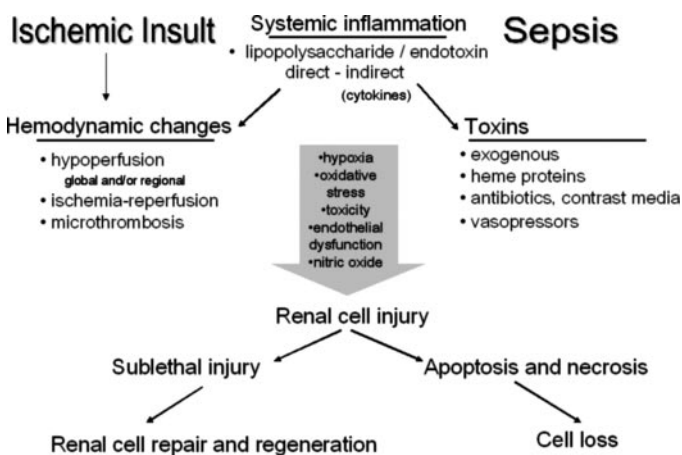 Ischemic Insult
Systemic inflammation
• lipopolysaccharide / endotoxin
direct - indirect
(cytokines)
Sepsis
Hemodynamic changes
• hypoperfusion
global and/or regional
• ischemia-reperfusion
• microthrombosis
•hypoxia
•oxidative
stress
•toxicity
•endothelial
dysfunction
•nitric oxide
Toxins
• exogenous
• heme proteins
• antibiotics, contrast media
• vasopressors
Renal cell injury
Sublethal injury
Apoptosis and necrosis
Renal cell repair and regeneration
Cell loss